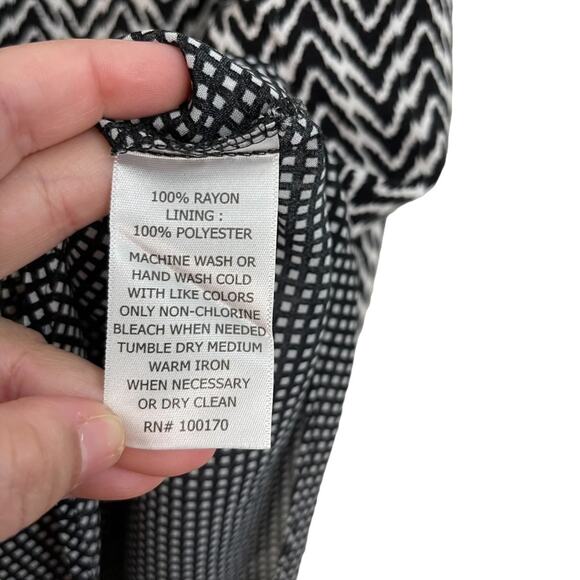 100% RAYON
LINING :
100% POLYESTER
MACHINE WASH OR
HAND WASH COLD
WITH LIKE COLORS
ONLY NON-CHLORINE
BLEACH WHEN NEEDED
TUMBLE DRY MEDIUM
WARM IRON
WHEN NECESSARY
OR DRY CLEAN
RN# 100170